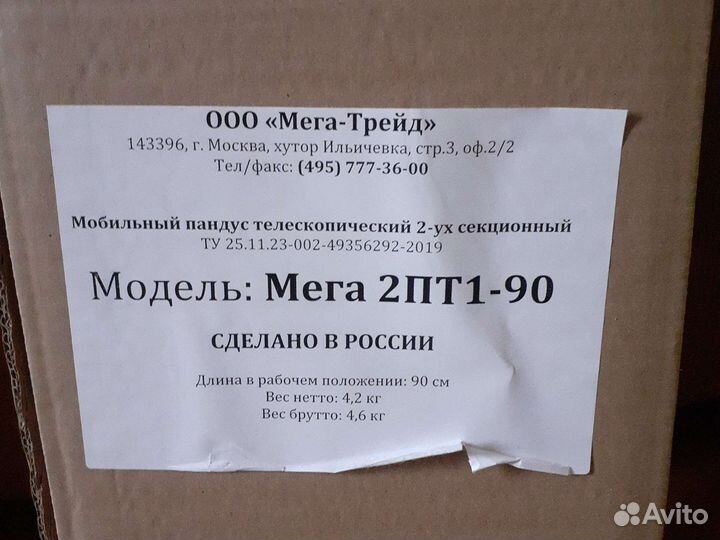 ООО «Мега-Трейд»
143396, г. Москва, хутор Ильичевка, стр.3, оф.2/2
Тел/факс: (495) 777-36-00
Мобильный пандус телескопический 2-ух секционный
ТУ 25.11.23-002-49356292-2019
Модель: Мега 2ПТ1-90
СДЕЛАНО В РОССИИ
Длина в рабочем положении: 90 см
Вес нетто: 4,2 кг
Вес брутто: 4,6 кг
Avito